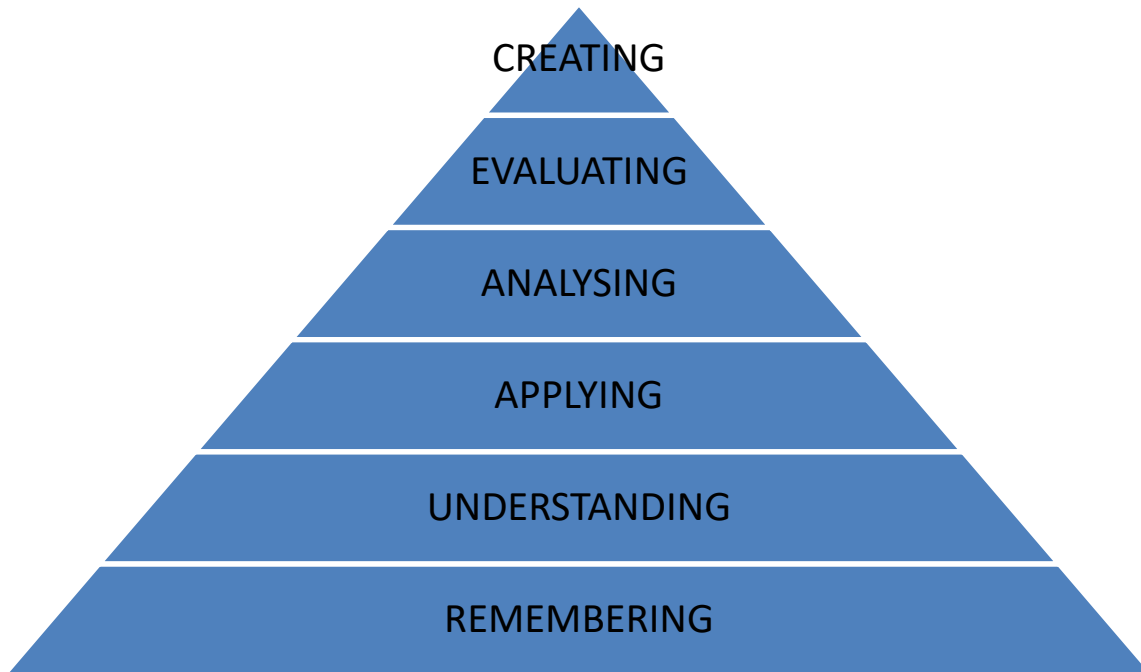 CREATING
EVALUATING
ANALYSING
APPLYING
UNDERSTANDING
REMEMBERING